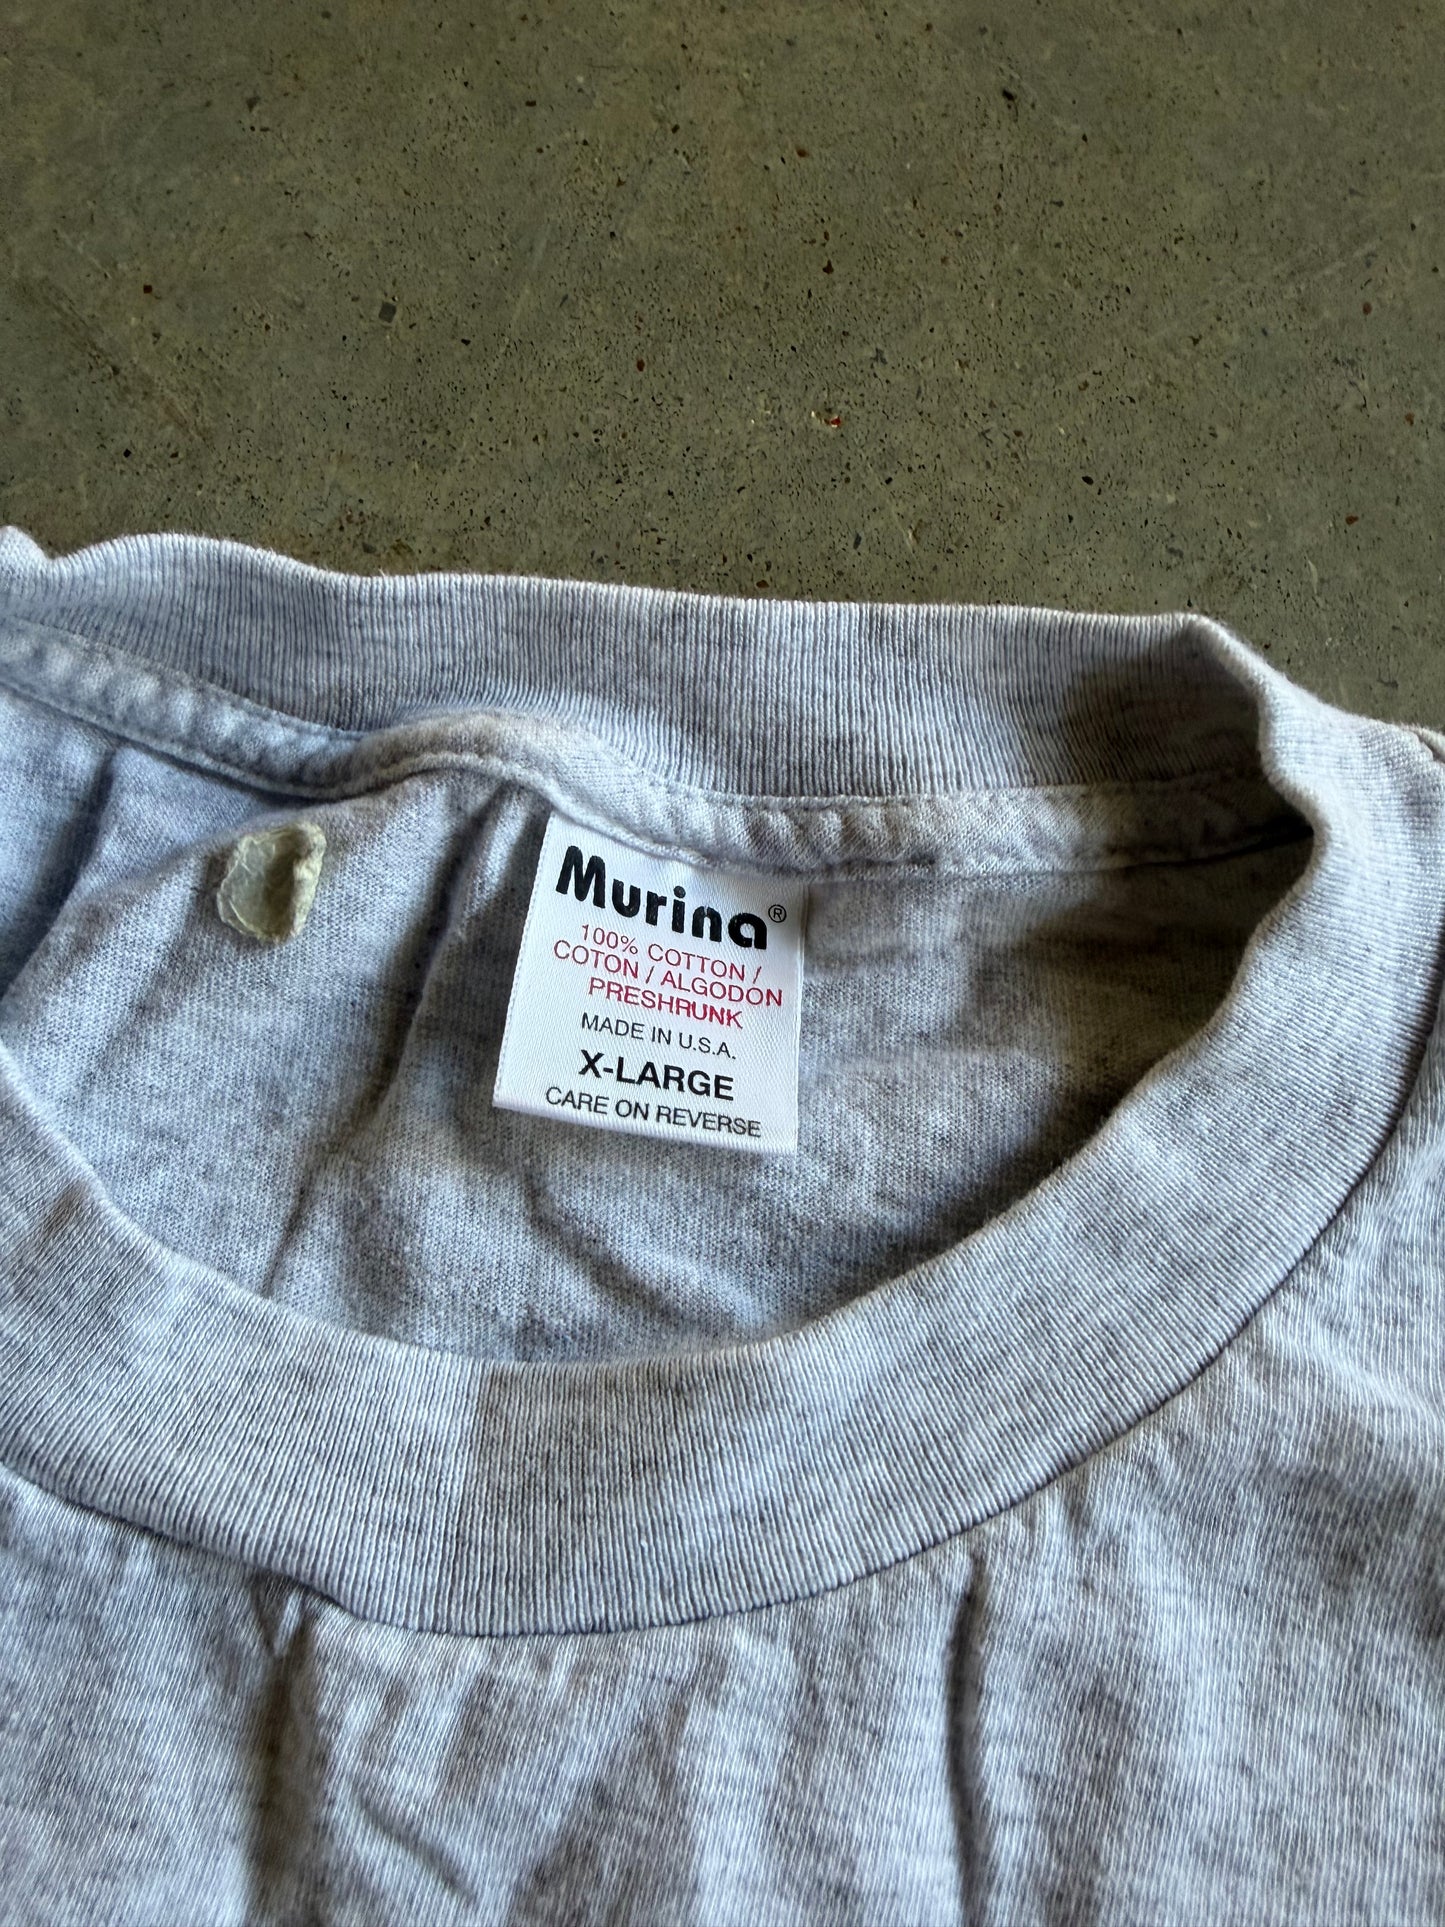 Murina®
100% COTTON /
COTON / ALGODON
PRESHRUNK
MADE IN U.S.A.
X-LARGE
CARE ON REVERSE